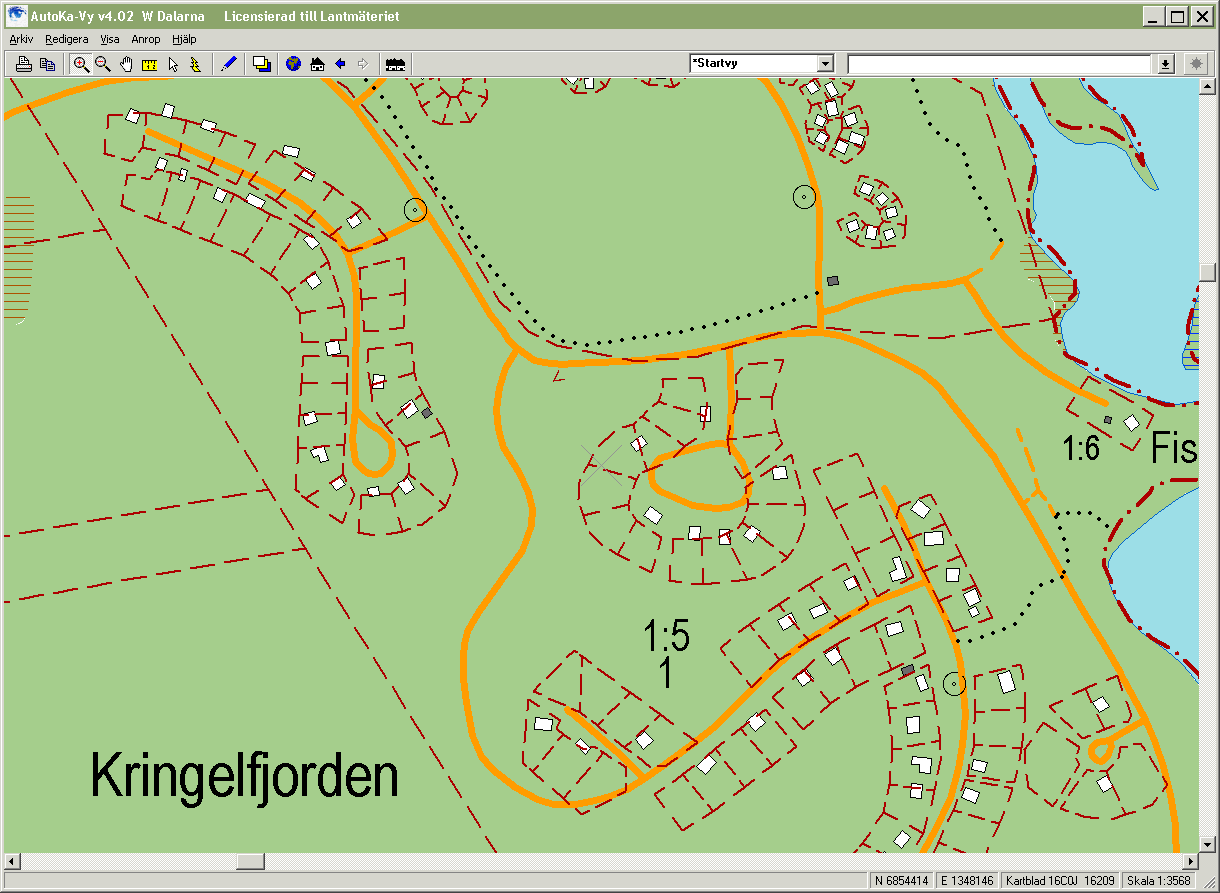 AutoKa-Vy v4.02 W Dalarna Licensierad till Lantmäteriet
Arkiv Redigera Visa Anrop Hjälp
*Startvy
1:6 Fis
1:5
1
Kringelfjorden
N 6854414 E 1348146 Kartblad 16C0J 16209 Skala 1:3568